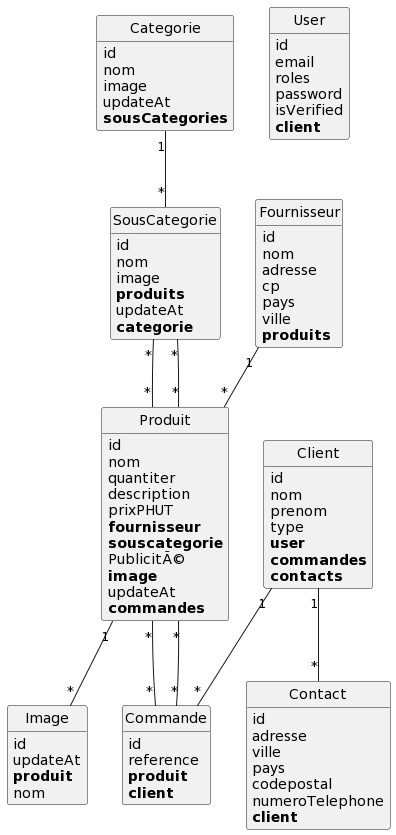 Categorie
id
nom
image
updateAt
sousCategories
User
id
email
roles
password
isVerified
client
1
*
SousCategorie
id
nom
image
produits
updateAt
categorie
Fournisseur
id
nom
adresse
cp
pays
ville
produits
* *
* *
1
*
Produit
id
nom
quantiter
description
prixPHUT
fournisseur
souscategorie
PublicitÃ©
image
updateAt
commandes
Client
id
nom
prenom
type
user
commandes
contacts
1
*
* *
* *
1
*
1
*
Image
id
updateAt
produit
nom
Commande
id
reference
produit
client
Contact
id
adresse
ville
pays
codepostal
numeroTelephone
client